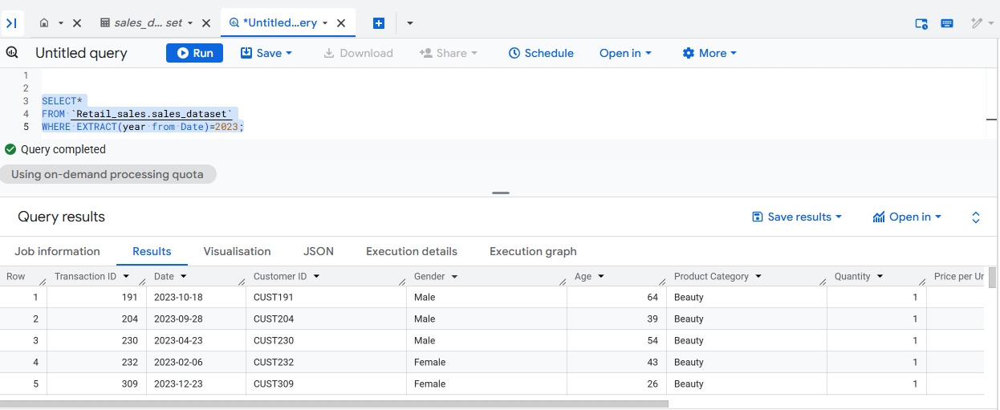 sales_d... set
*Untitled...ery
Untitled query
Run
Save
Download
Share
Schedule
Open in
More
1
2
3 SELECT*
4 FROM `Retail_sales.sales_dataset`
5 WHERE EXTRACT(year from Date)=2023;
Query completed
Using on-demand processing quota
Query results
Save results
Open in
Job information
Results
Visualisation
JSON
Execution details
Execution graph
Row Transaction ID Date Customer ID Gender Age Product Category Quantity Price per Ur
1 191 2023-10-18 CUST191 Male 64 Beauty 1
2 204 2023-09-28 CUST204 Male 39 Beauty 1
3 230 2023-04-23 CUST230 Male 54 Beauty 1
4 232 2023-02-06 CUST232 Female 43 Beauty 1
5 309 2023-12-23 CUST309 Female 26 Beauty 1